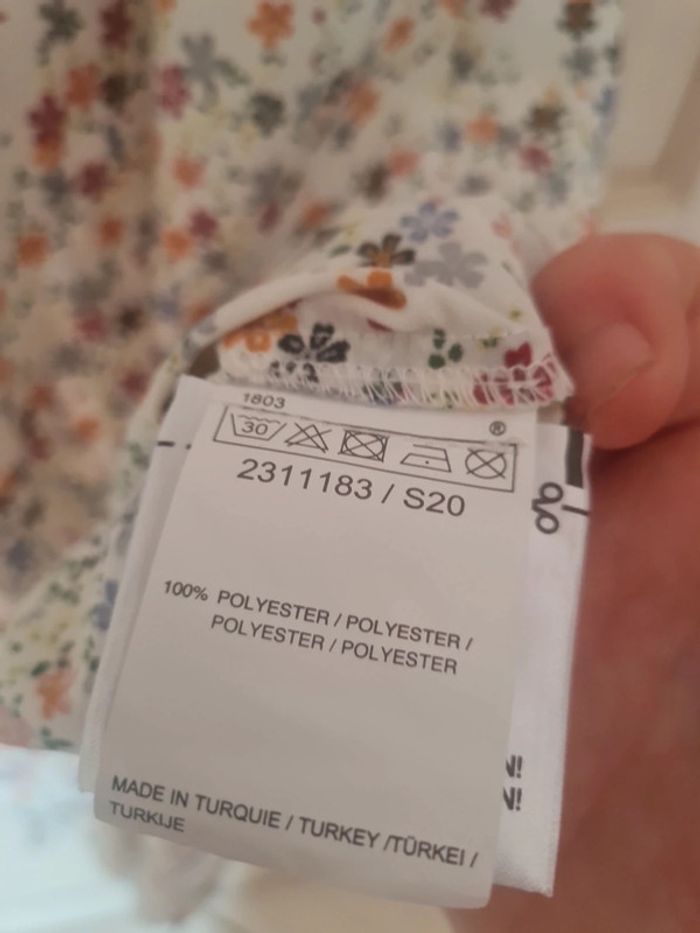 1803
®
30
2311183 / S20
100% POLYESTER / POLYESTER /
POLYESTER / POLYESTER
N!
N!
MADE IN TURQUIE / TURKEY /TÜRKEI /
TURKIJE